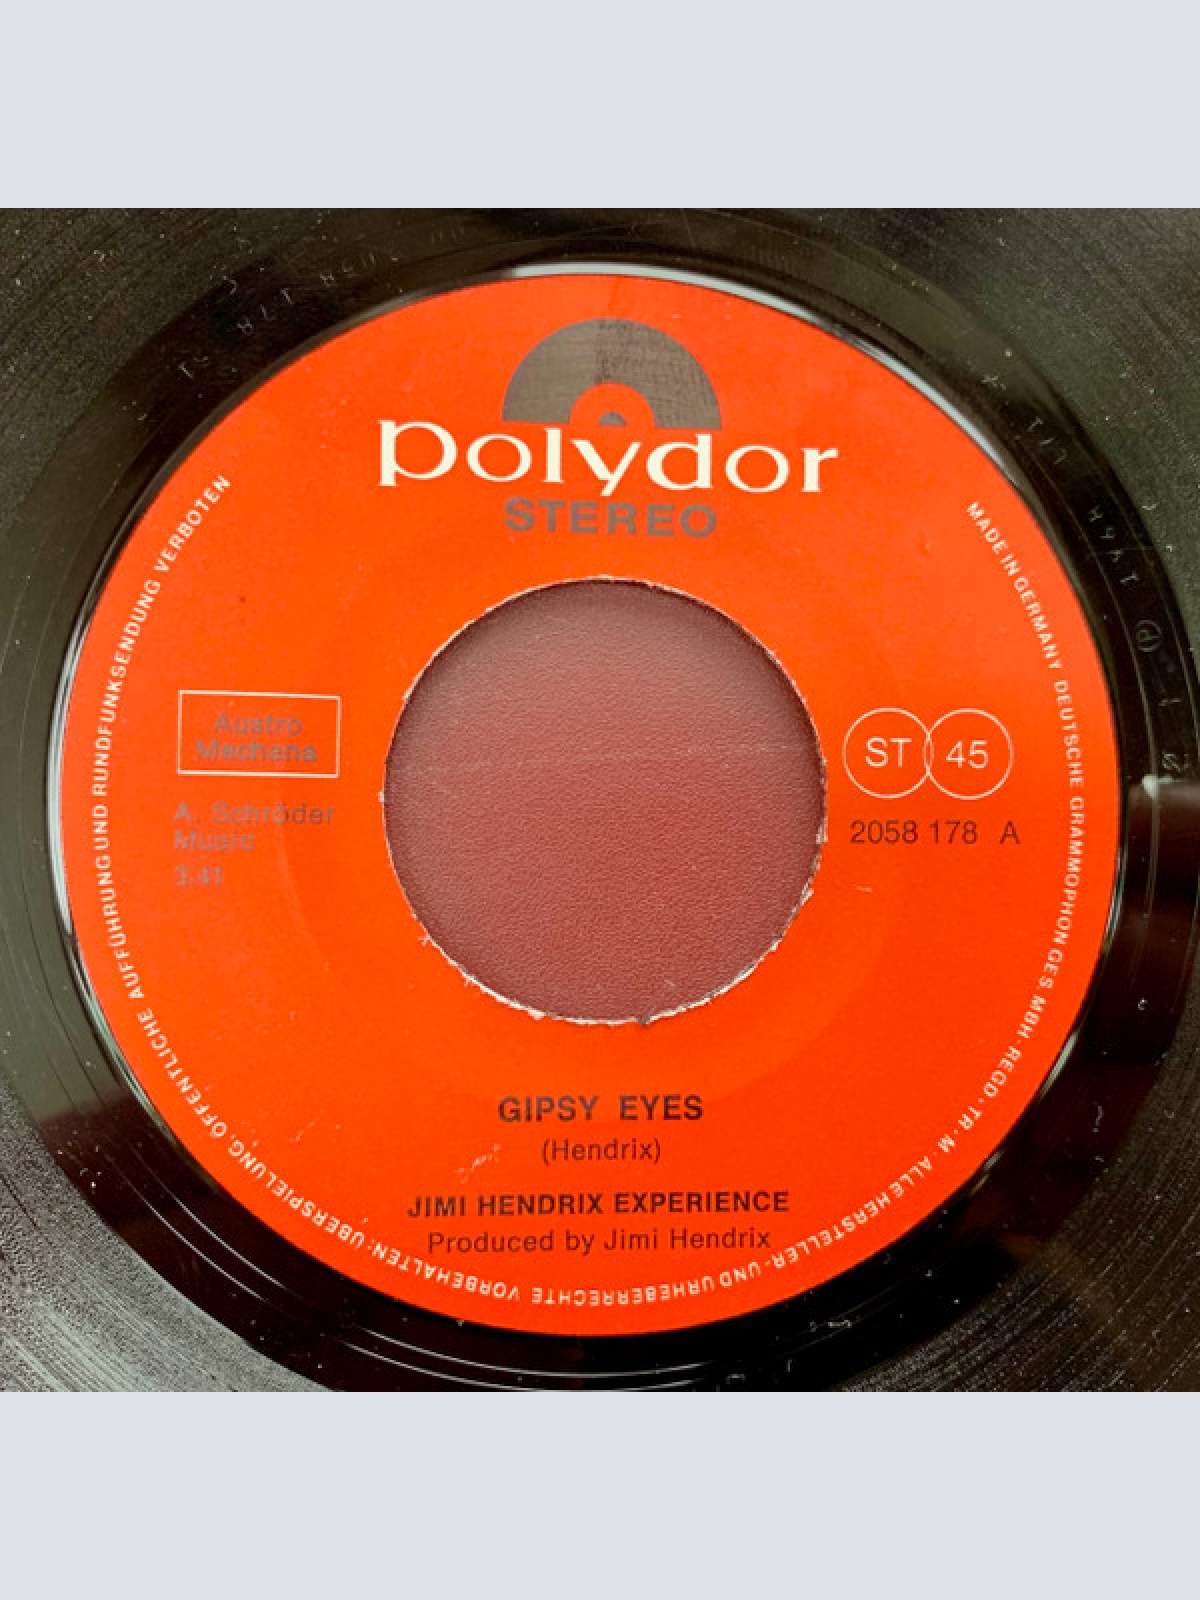 polydor
STEREO
Austro
Mechana
A. Schröder
Music
3.41
ST 45
2058 178 A
GIPSY EYES
(Hendrix)
JIMI HENDRIX EXPERIENCE
Produced by Jimi Hendrix
MADE IN GERMANY DEUTSCHE GRAMMOPHON GES. MBH · REGD · TR · M · ALLE HERSTELLER- UND URHEBERRECHTE VORBEHALTEN: ÜBERSPIELUNG, ÖFFENTLICHE AUFFÜHRUNG UND RUNDFUNKSENDUNG VERBOTEN